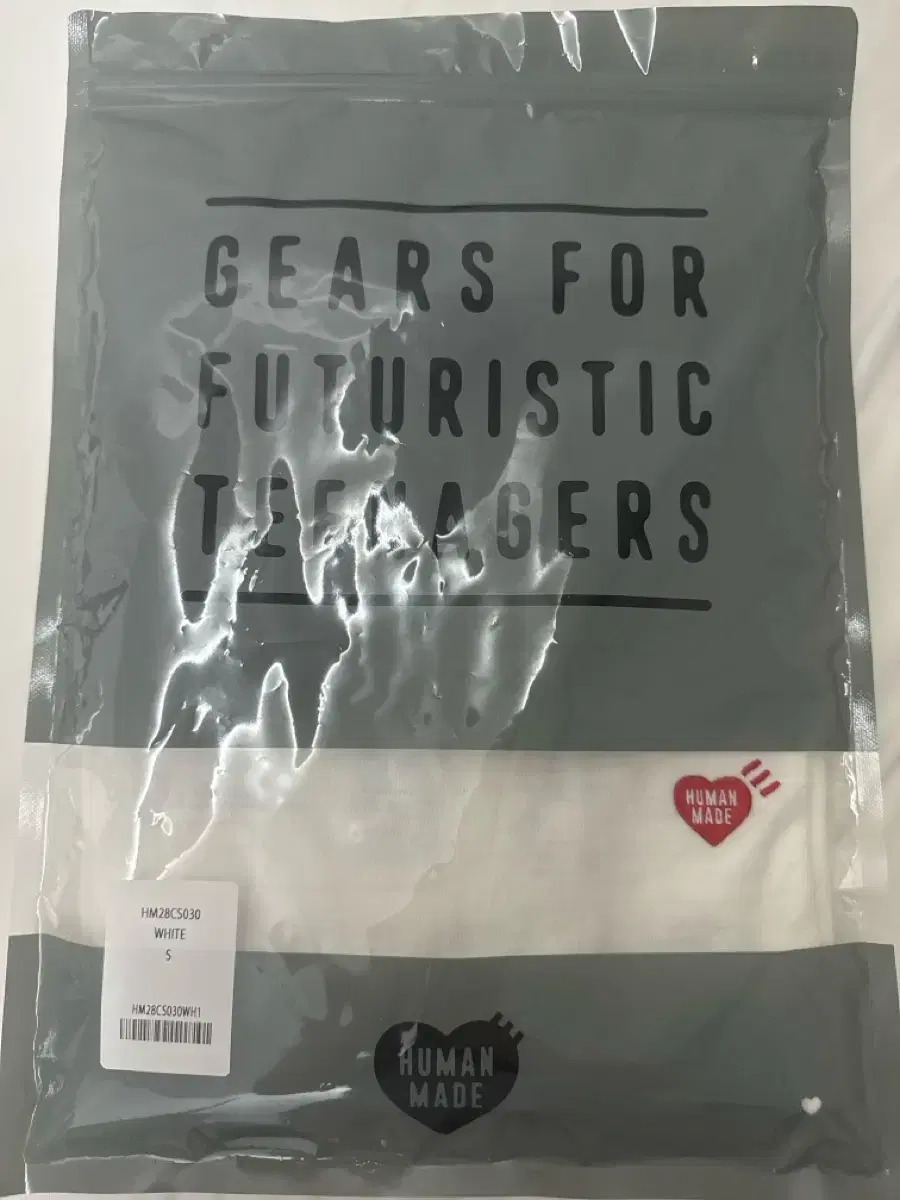 GEARS FOR
FUTURISTIC
TEENAGERS
HUMAN
MADE
HM28CS030
WHITE
S
HM28CS030WH1
HUMAN
MADE